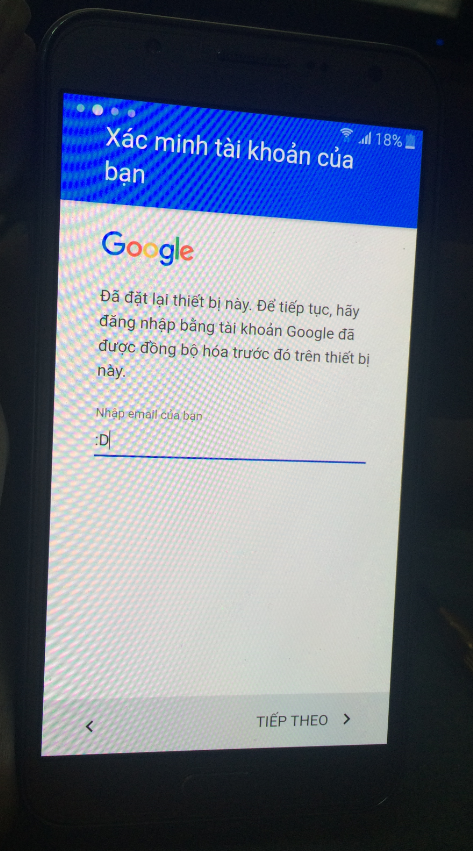 18%
Xác minh tài khoản của
bạn
Google
Đã đặt lại thiết bị này. Để tiếp tục, hãy
đăng nhập bằng tài khoản Google đã
được đồng bộ hóa trước đó trên thiết bị
này.
Nhập email của bạn
:D
TIẾP THEO